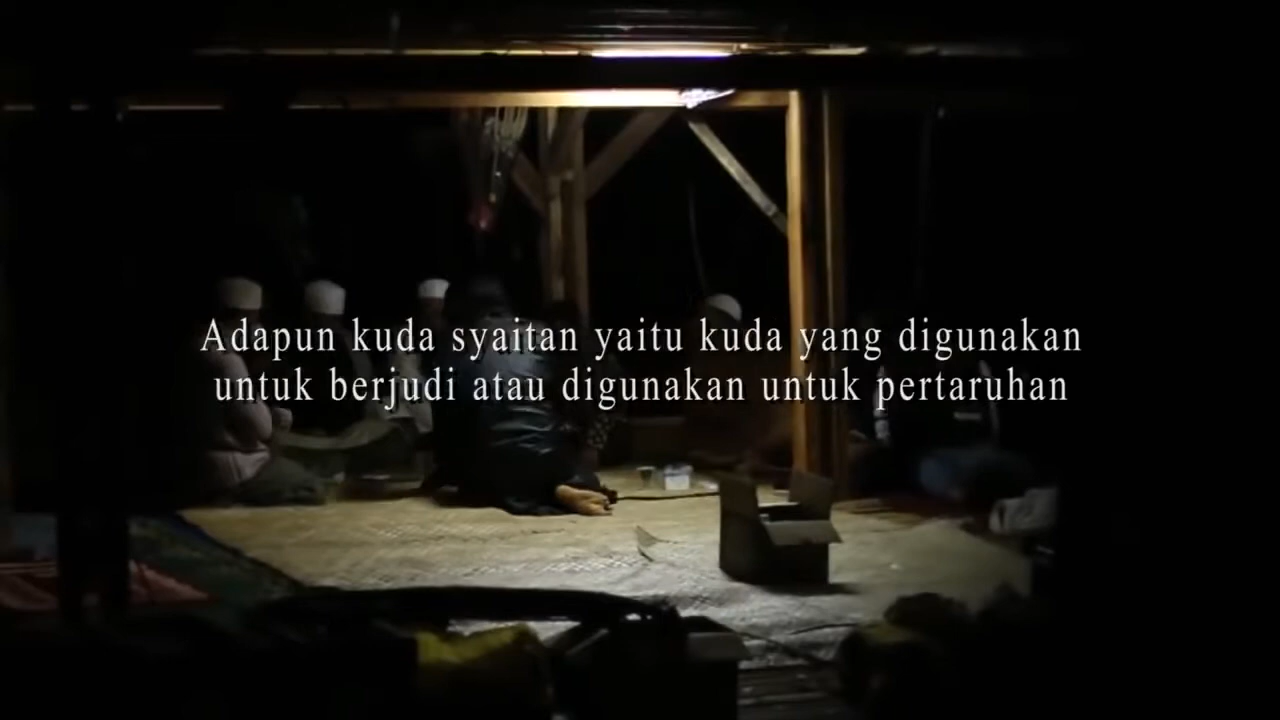 Adapun kuda syaitan yaitu kuda yang digunakan
untuk berjudi atau digunakan untuk pertaruhan